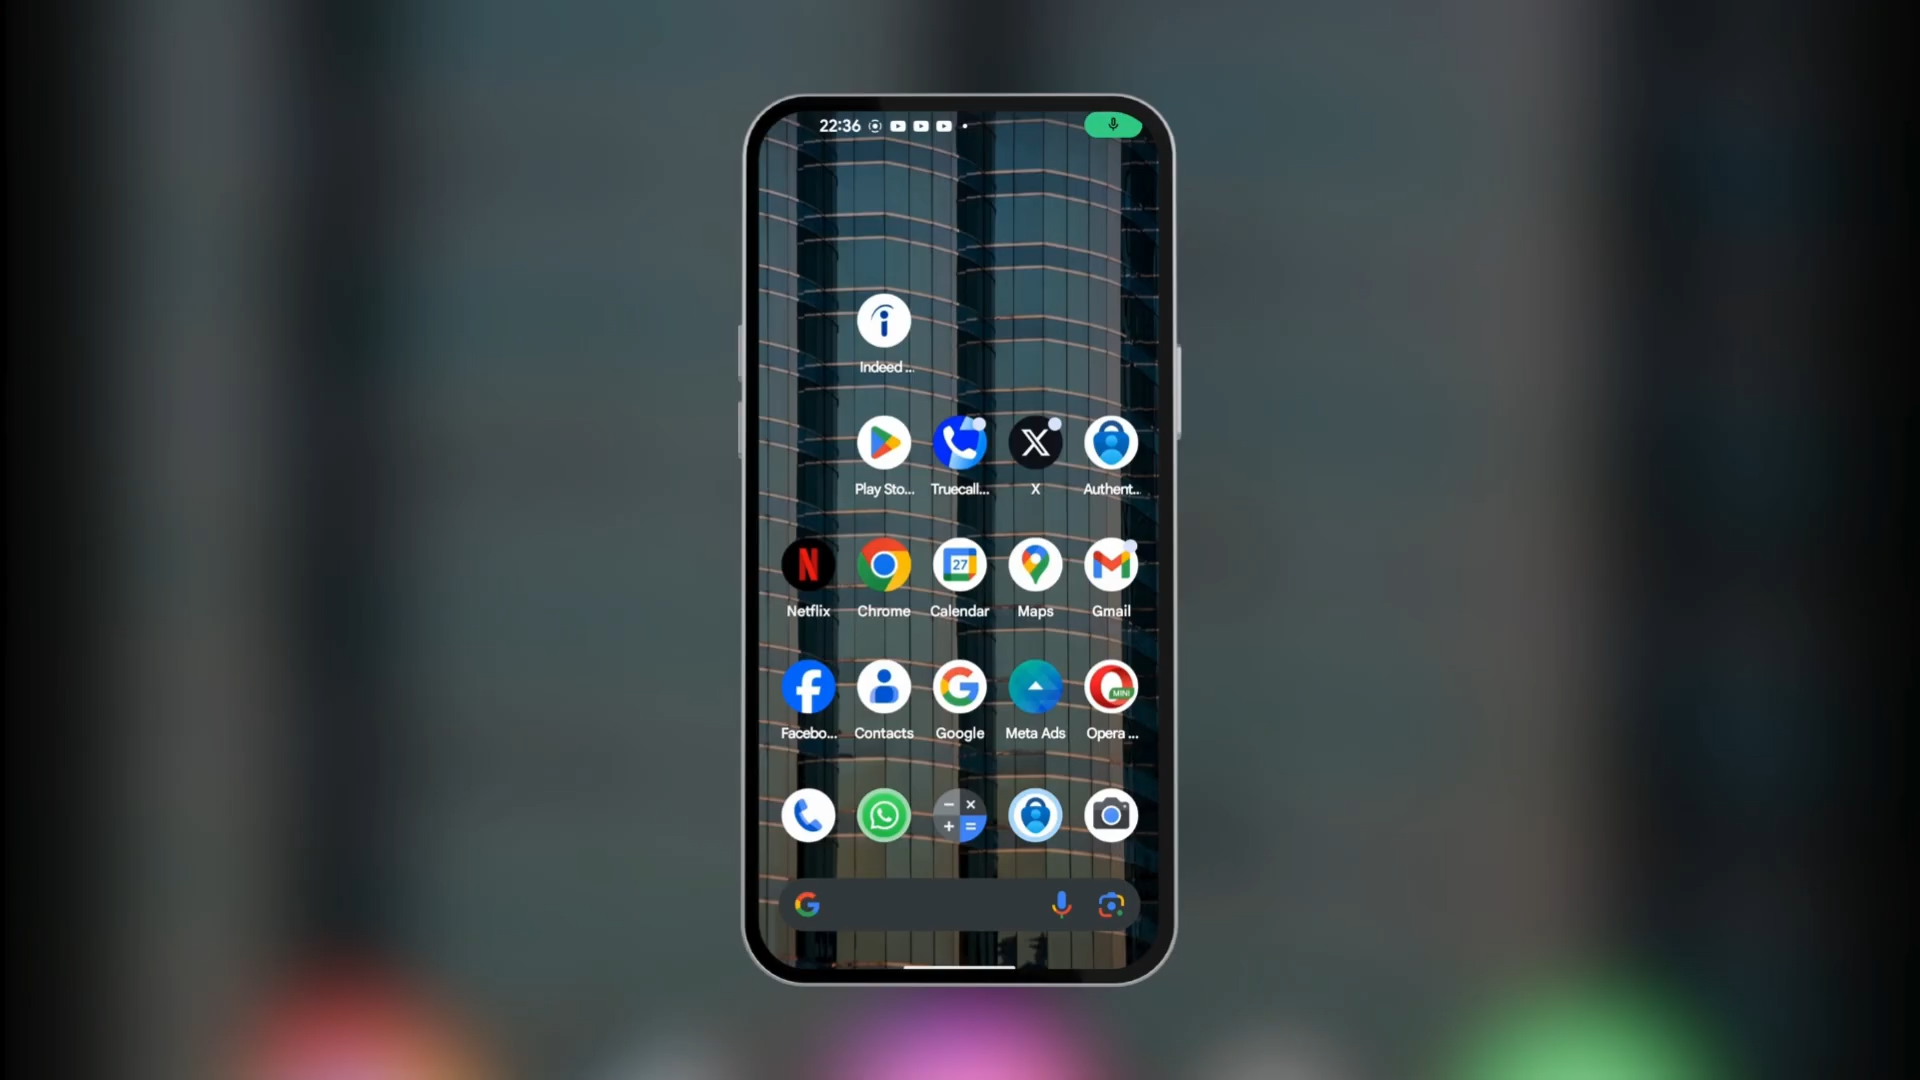 22:36
Indeed ...
Play Sto... Truecall... X Authent...
N
27
Netflix Chrome Calendar Maps Gmail
MINI
Facebo... Contacts Google Meta Ads Opera ...
− ×
+ =